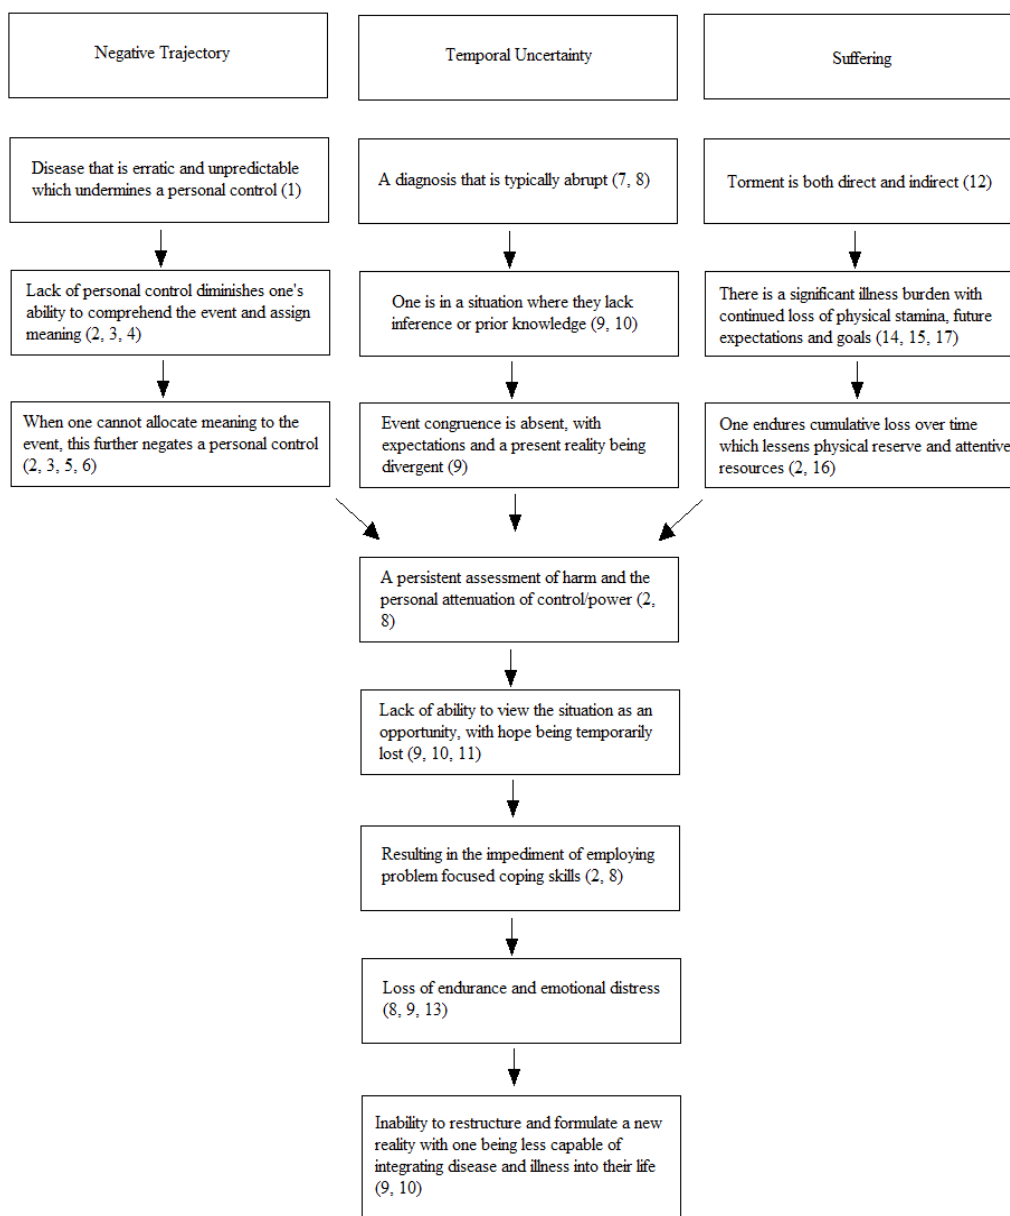 Negative Trajectory
Temporal Uncertainty
Suffering
Disease that is erratic and unpredictable
which undermines a personal control (1)
A diagnosis that is typically abrupt (7, 8)
Torment is both direct and indirect (12)
Lack of personal control diminishes one's
ability to comprehend the event and assign
meaning (2, 3, 4)
One is in a situation where they lack
inference or prior knowledge (9, 10)
There is a significant illness burden with
continued loss of physical stamina, future
expectations and goals (14, 15, 17)
When one cannot allocate meaning to the
event, this further negates a personal control
(2, 3, 5, 6)
Event congruence is absent, with
expectations and a present reality being
divergent (9)
One endures cumulative loss over time
which lessens physical reserve and attentive
resources (2, 16)
A persistent assessment of harm and the
personal attenuation of control/power (2,
8)
Lack of ability to view the situation as an
opportunity, with hope being temporarily
lost (9, 10, 11)
Resulting in the impediment of employing
problem focused coping skills (2, 8)
Loss of endurance and emotional distress
(8, 9, 13)
Inability to restructure and formulate a new
reality with one being less capable of
integrating disease and illness into their life
(9, 10)